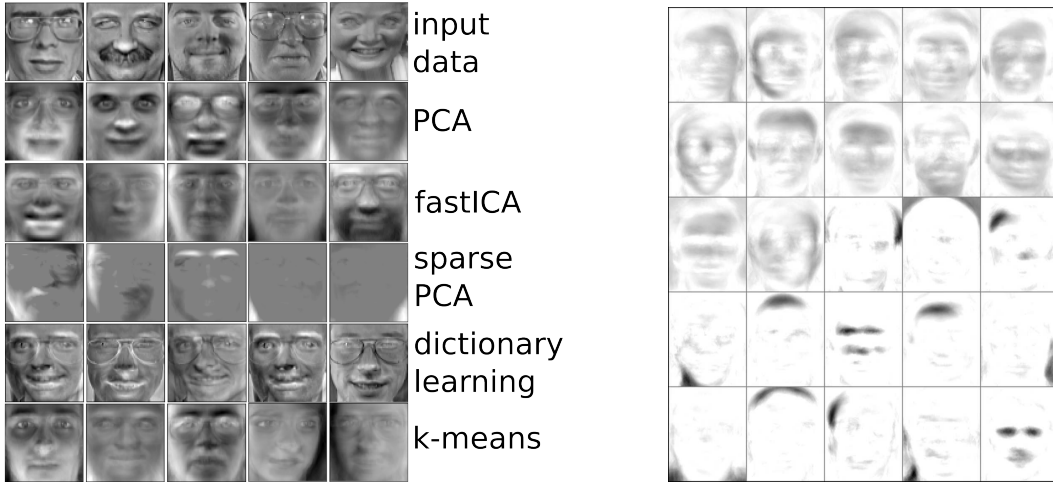 input
data
PCA
fastICA
sparse
PCA
dictionary
learning
k-means